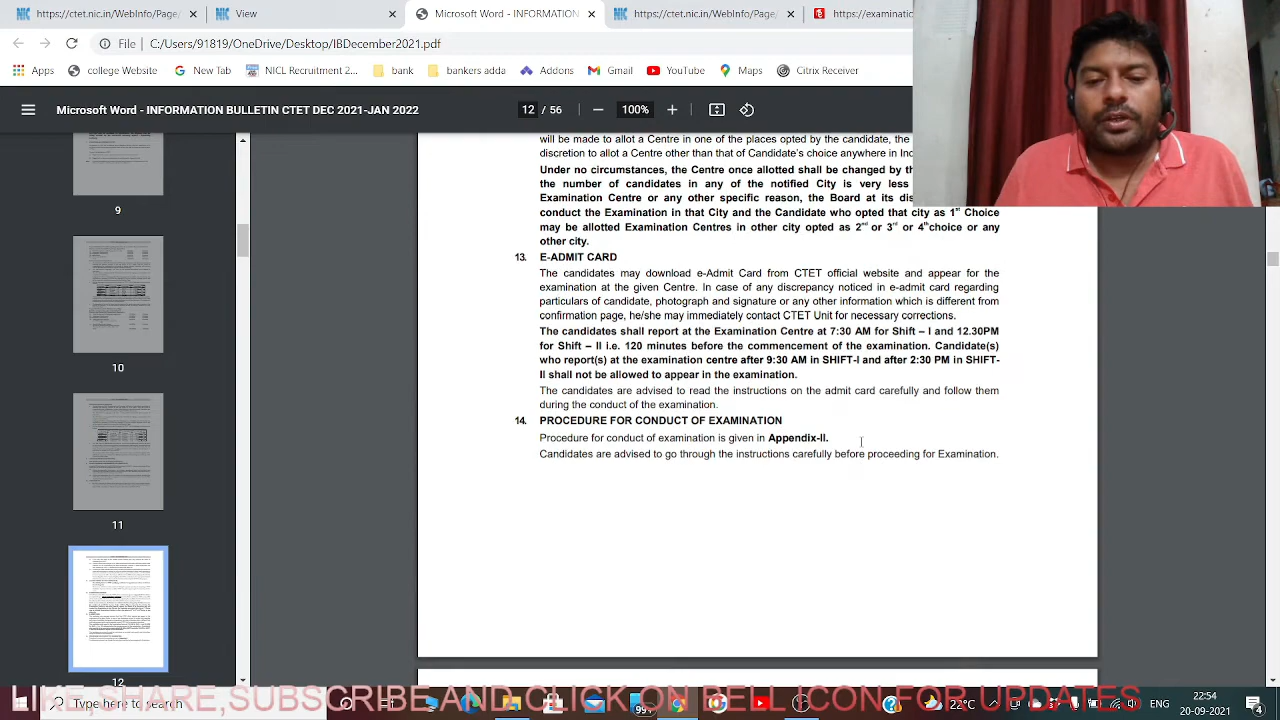 https://ctet.nic.in/WebInfo/Page/
View
Microsoft Word - INFORMATION
https://ctet.nic.in/WebInfo/Page/
https://examinatio
File
C:/Users/91819/OneDrive/Desktop/IBDecember2021.pdf
Apps
college Website
New Tab
NICL Recruitment 2...
bank
bankers adda
Addons
Gmail
YouTube
Maps
Citrix Receiver
Microsoft Word - INFORMATION BULLETIN CTET DEC 2021-JAN 2022
12 / 56
100%
9
10
11
12
will be made allot a Centre in one of the places opted by the candidate, the
discretion to allot a Centre other than that of Candidate's choice anywhere in
Under no circumstances, the Centre once allotted shall be changed by
the number of candidates in any of the notified City is very less
Examination Centre or any other specific reason, the Board at its
conduct the Examination in that City and the Candidate who opted that city as 1st Choice
may be allotted Examination Centres in other city opted as 2nd or 3rd or 4thchoice or any
other city.
13. E-ADMIT CARD
The candidates may download e-Admit Card from CTET official website and appear for the
examination at the given Centre. In case of any discrepancy noticed in e-admit card regarding
particulars of candidate, photograph and signature or any other information which is different from
confirmation page, he/she may immediately contact CTET Unit for necessary corrections.
The candidates shall report at the Examination Centre at 7:30 AM for Shift – I and 12.30PM
for Shift – II i.e. 120 minutes before the commencement of the examination. Candidate(s)
who report(s) at the examination centre after 9:30 AM in SHIFT-I and after 2:30 PM in SHIFT-
II shall not be allowed to appear in the examination.
The candidates are advised to read the instructions on the admit card carefully and follow them
during the conduct of the examination.
14. PROCEDURE FOR CONDUCT OF EXAMINATION
Procedure for conduct of examination is given in Appendix-II.
Candidates are advised to go through the instructions carefully before proceeding for Examination.
LIKE SHARE,SUBSCRIBE AND CLICK ON BELL ICON FOR UPDATES
99+
22°C
ENG
22:54
20-09-2021